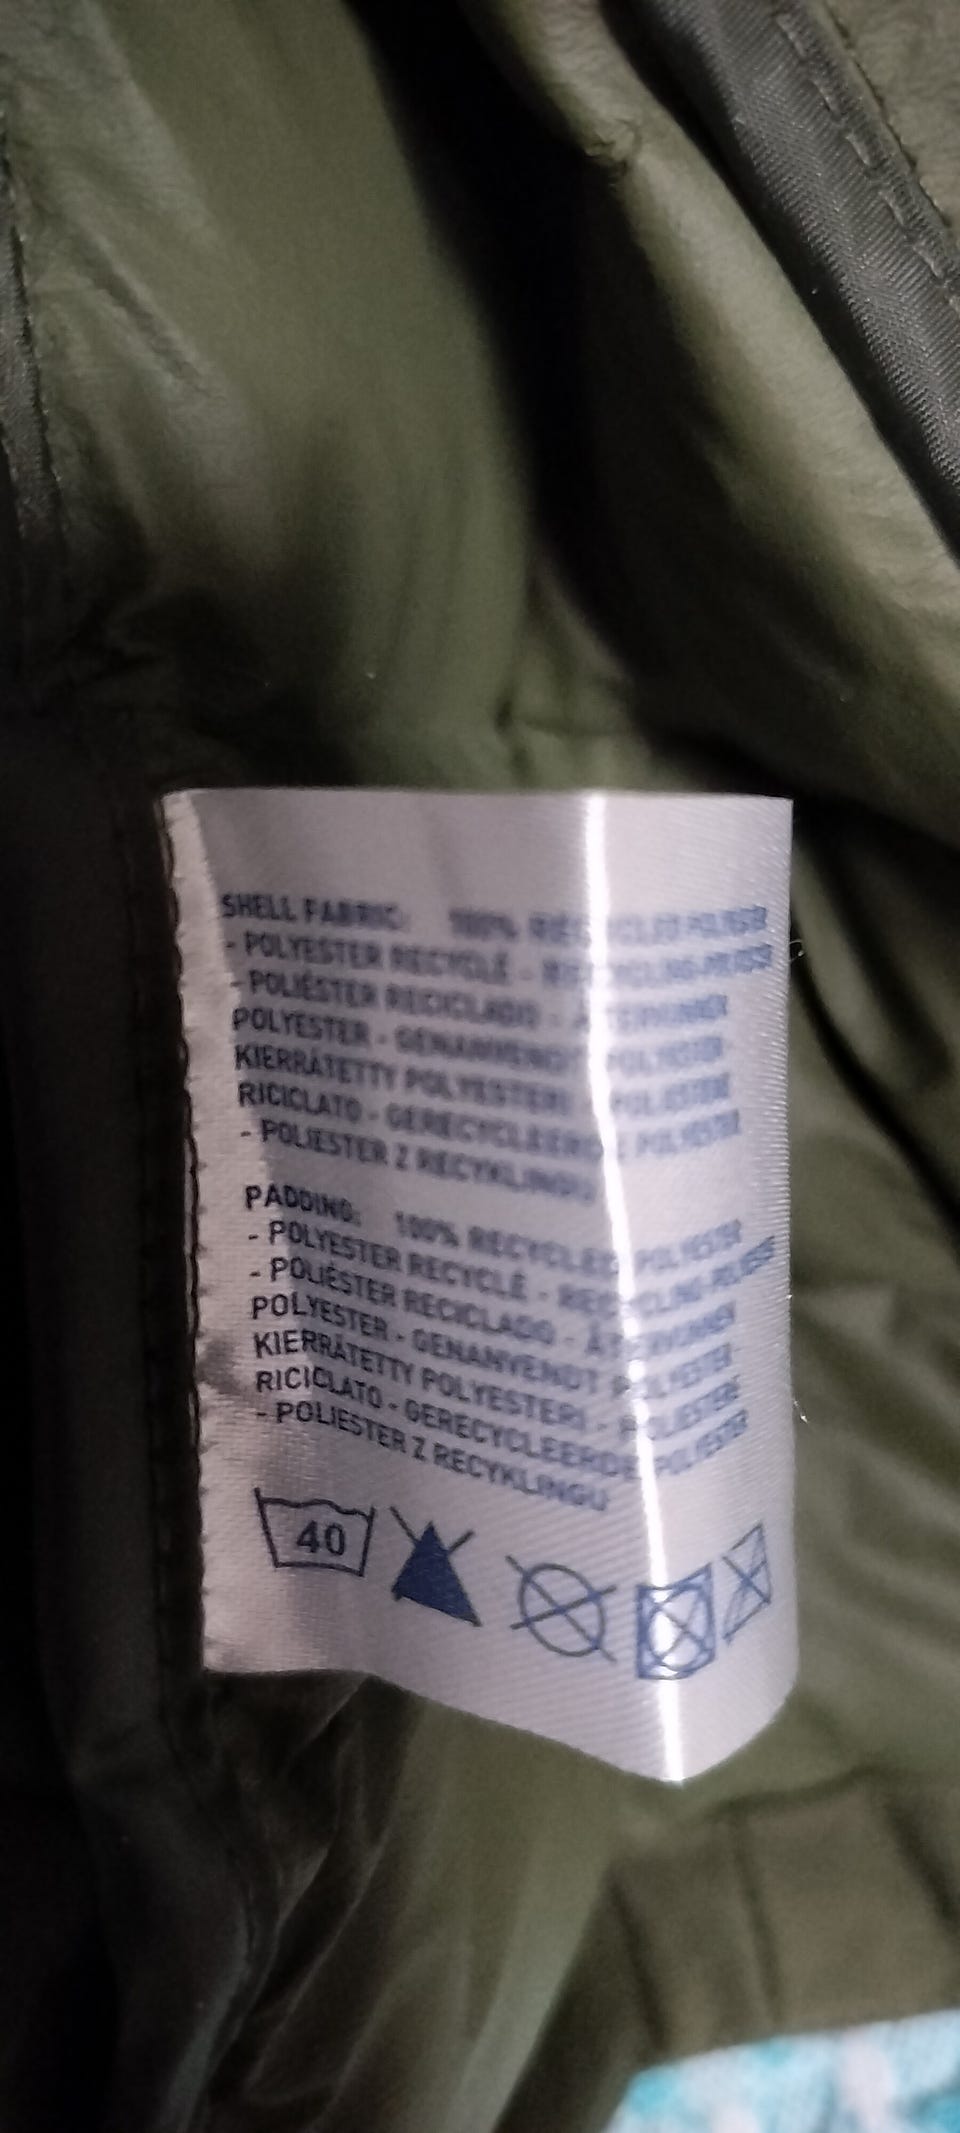 SHELL FABRIC: 100% RECYCLED POLYESTER
- POLYESTER RECYCLÉ - RECYCLING-POLYESTER
- POLIÉSTER RECICLADO - ÅTERVUNNEN
POLYESTER - GENANVENDT POLYESTER
KIERRÄTETTY POLYESTERI - POLIESTERE
RICICLATO - GERECYCLEERDE POLYESTER
- POLIESTER Z RECYKLINGU
PADDING: 100% RECYCLED POLYESTER
- POLYESTER RECYCLÉ - RECYCLING-POLYESTER
- POLIÉSTER RECICLADO - ÅTERVUNNEN
POLYESTER - GENANVENDT POLYESTER
KIERRÄTETTY POLYESTERI - POLIESTERE
RICICLATO - GERECYCLEERDE POLYESTER
- POLIESTER Z RECYKLINGU
40